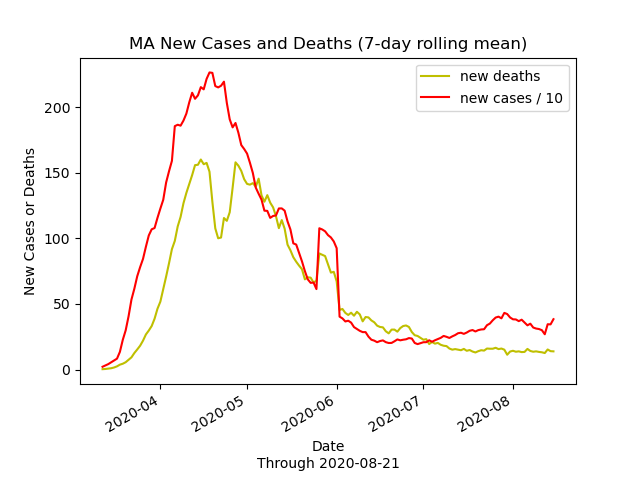 MA New Cases and Deaths (7-day rolling mean)
new deaths
new cases / 10
200
150
100
50
0
New Cases or Deaths
2020-04
2020-05
2020-06
2020-07
2020-08
Date
Through 2020-08-21